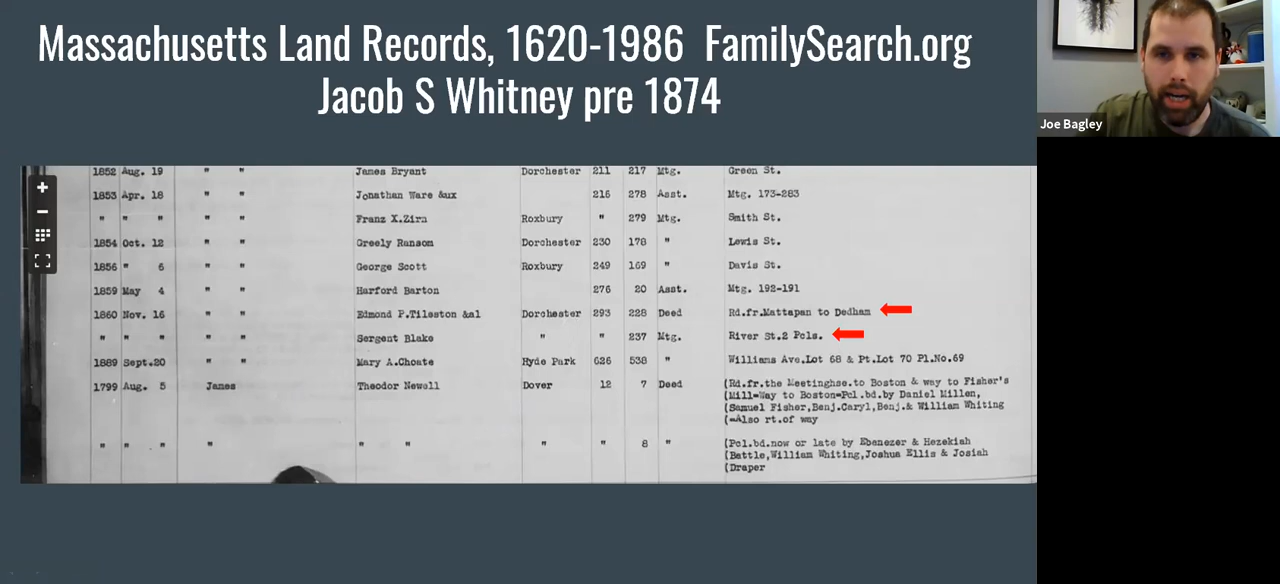 Massachusetts Land Records, 1620-1986 FamilySearch.org
Jacob S Whitney pre 1874
Joe Bagley
1852 Aug. 19 " " James Bryant Dorchester 211 217 Mtg. Green St.
1853 Apr. 18 " " Jonathan Ware &ux 216 278 Asst. Mtg. 173-283
" " " " " Franz X.Zirn Roxbury " 279 Mtg. Smith St.
1854 Oct. 12 " " Greely Ransom Dorchester 230 178 " Lewis St.
1856 " 6 " " George Scott Roxbury 249 169 " Davis St.
1859 May 4 " " Harford Barton 276 20 Asst. Mtg. 192-191
1860 Nov. 16 " " Edmond P.Tileston &al Dorchester 293 228 Deed Rd.fr.Mattapan to Dedham
" " " " " Sergent Blake " " 237 Mtg. River St.2 Pcls.
1889 Sept.20 " " Mary A.Choate Hyde Park 626 538 " Williams Ave.Lot 68 & Pt.Lot 70 Pl.No.69
1799 Aug. 5 James Theodor Newell Dover 12 7 Deed (Rd.fr.the Meetinghse.to Boston & way to Fisher's
(Mill=Way to Boston=Pcl.bd.by Daniel Millen,
(Samuel Fisher,Benj.Caryl,Benj.& William Whiting
(=Also rt.of way
" " " " " " " " 8 " (Pcl.bd.now or late by Ebenezer & Hezekiah
(Battle,William Whiting,Joshua Ellis & Josiah
(Draper